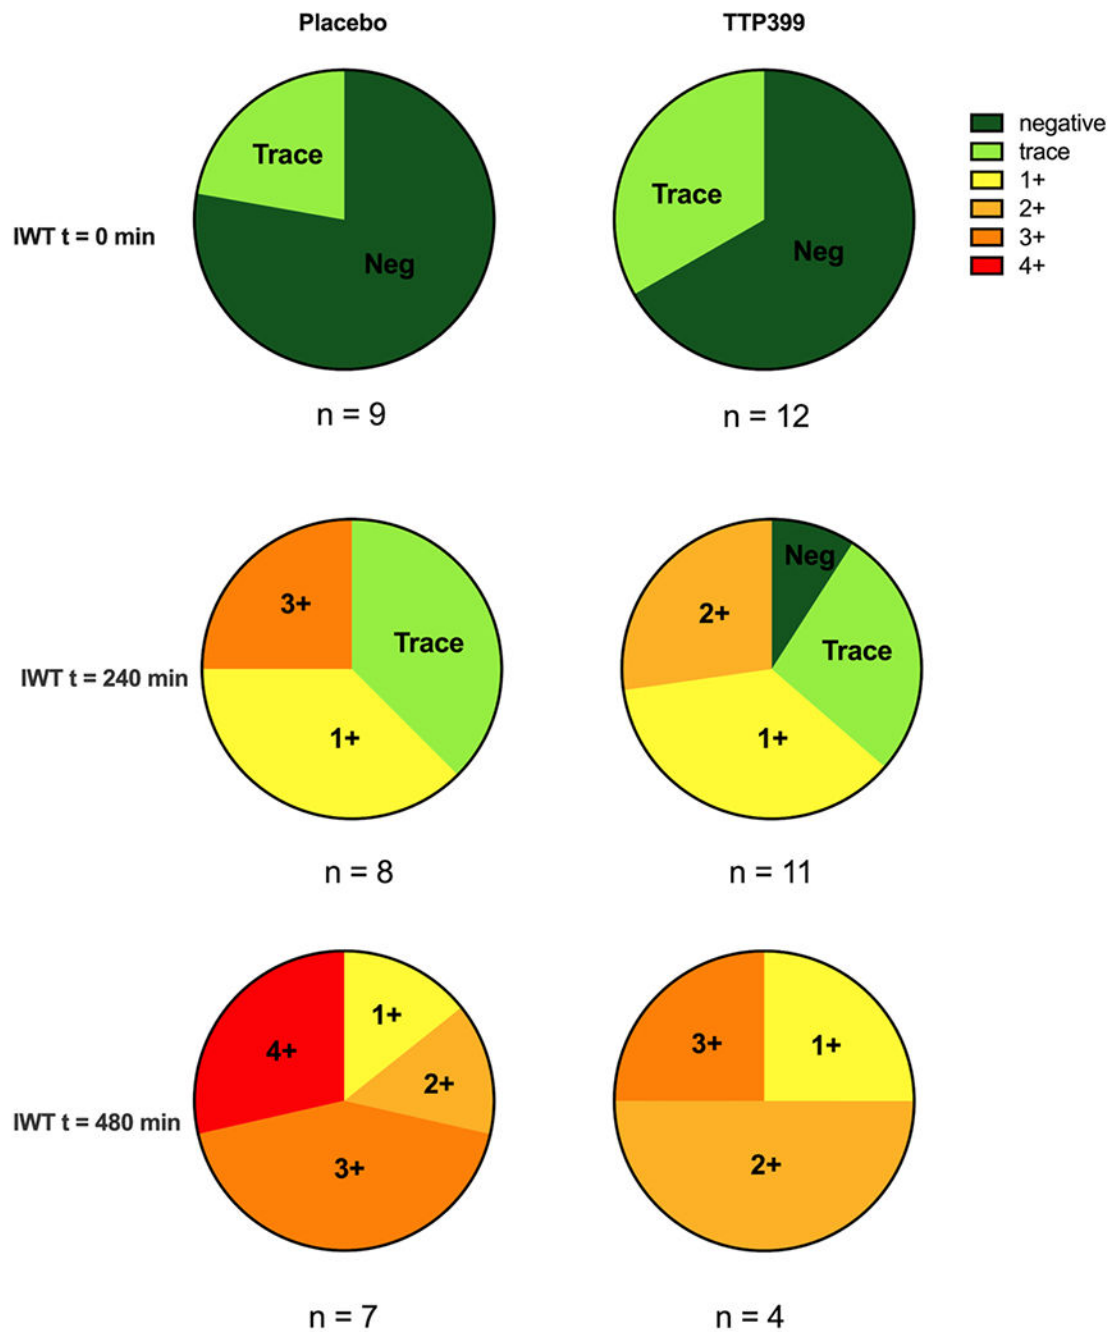 Placebo
TTP399
negative
trace
1+
2+
3+
4+
IWT t = 0 min
Trace
Neg
Trace
Neg
n = 9
n = 12
IWT t = 240 min
3+
Trace
1+
Neg
2+
Trace
1+
n = 8
n = 11
IWT t = 480 min
4+
1+
2+
3+
3+
1+
2+
n = 7
n = 4